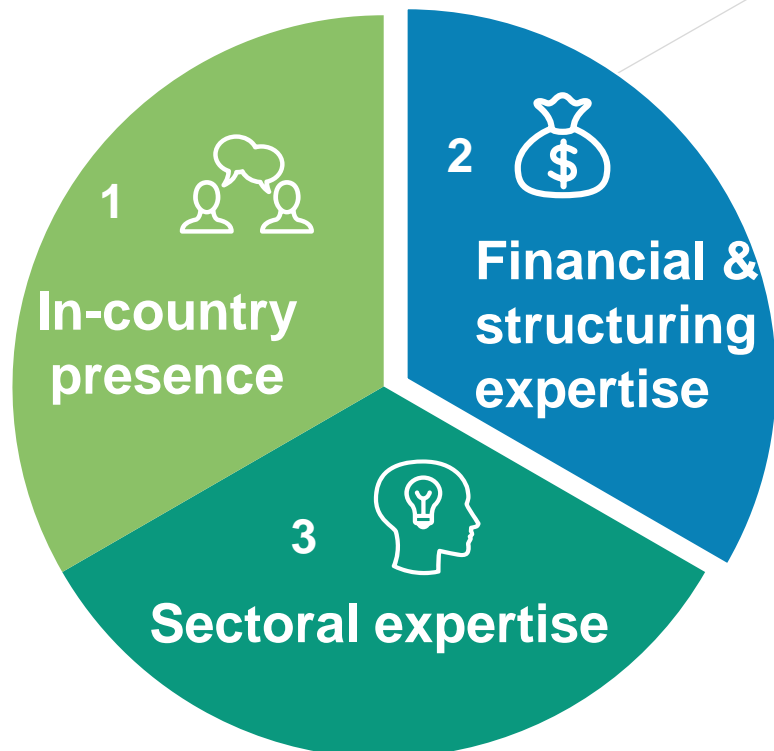 1
In-country
presence
2
$
Financial &
structuring
expertise
3
Sectoral expertise